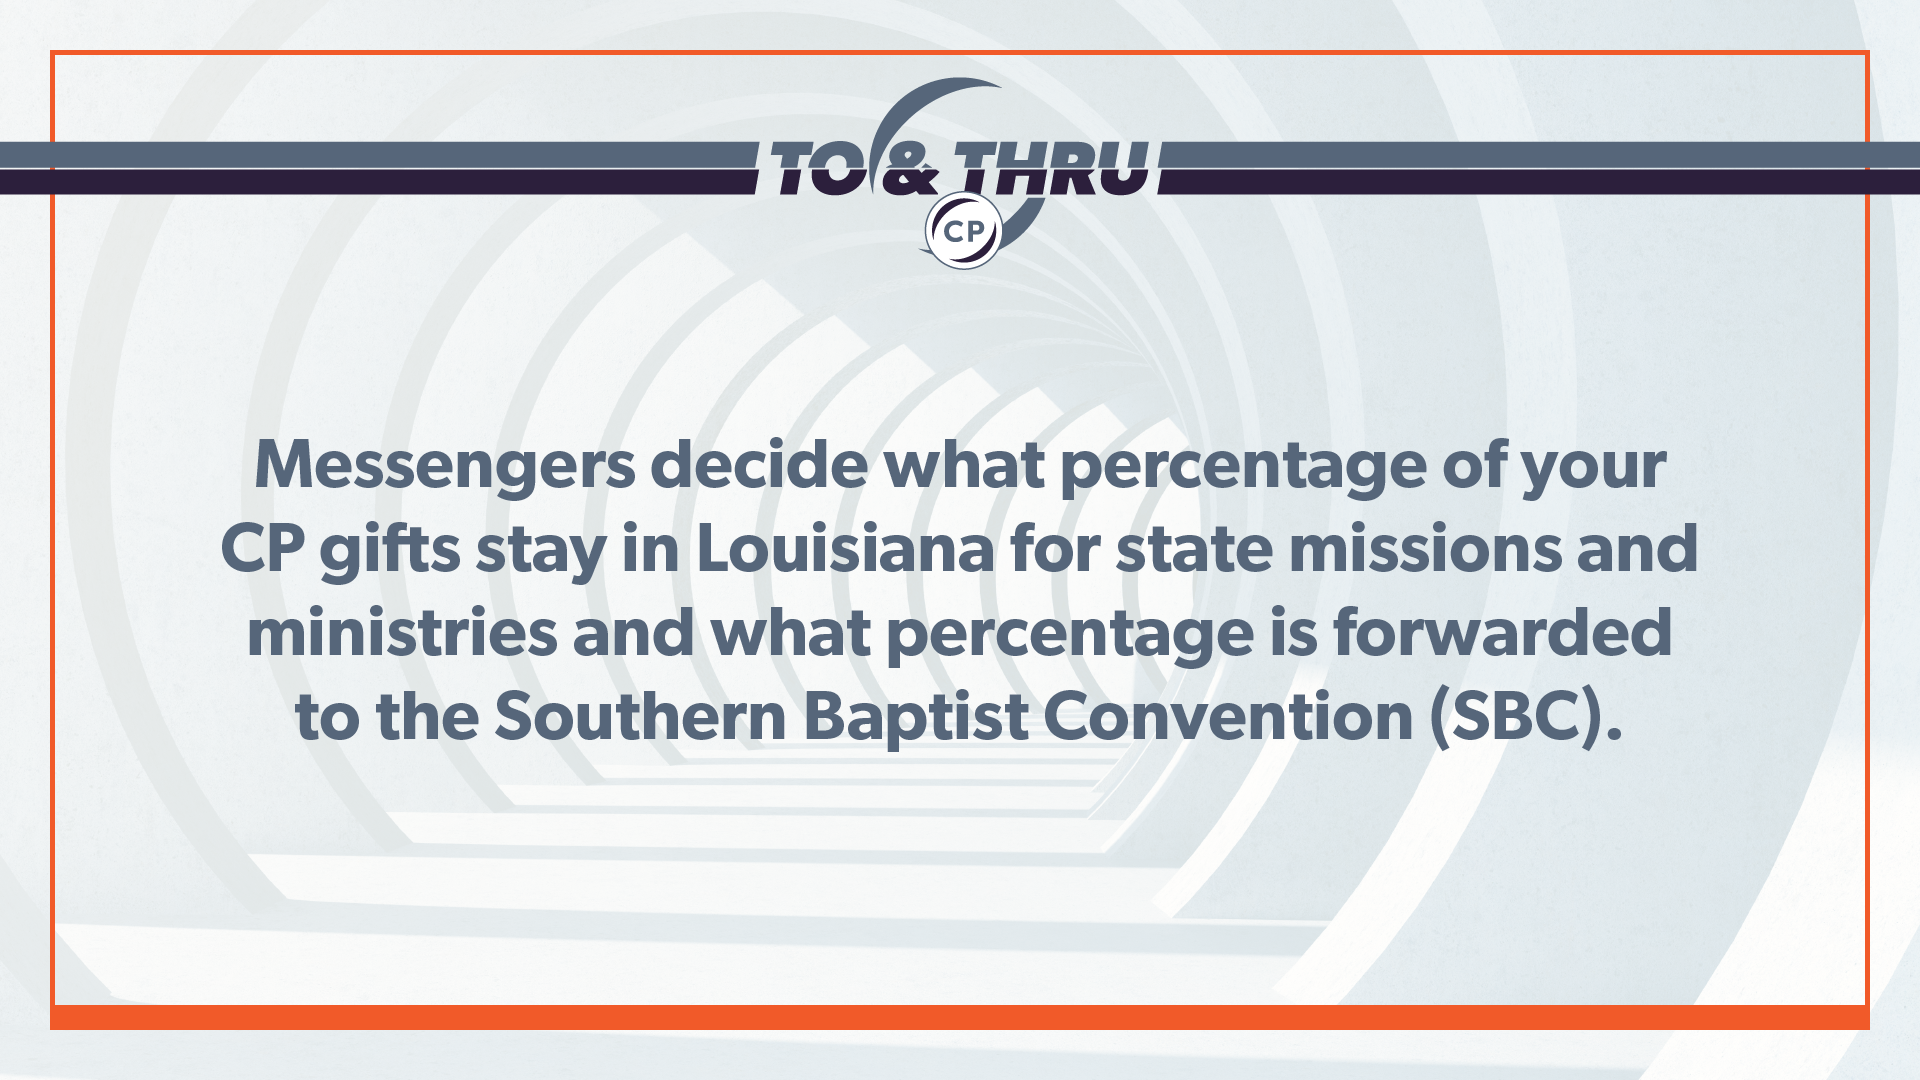 TO & THRU
CP
Messengers decide what percentage of your
CP gifts stay in Louisiana for state missions and
ministries and what percentage is forwarded
to the Southern Baptist Convention (SBC).